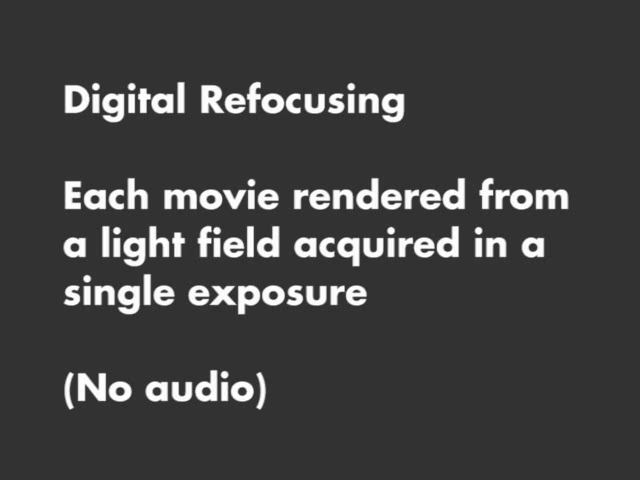 Digital Refocusing
Each movie rendered from
a light field acquired in a
single exposure
(No audio)